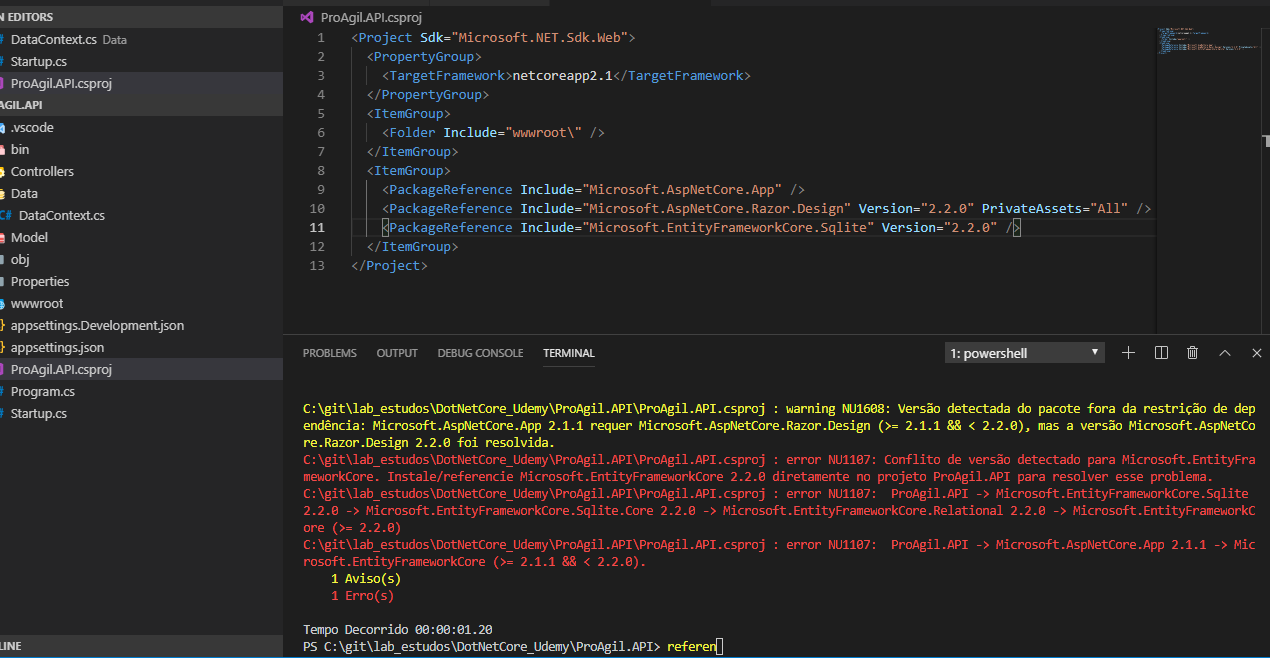 N EDITORS
DataContext.cs Data
Startup.cs
ProAgil.API.csproj
AGIL.API
.vscode
bin
Controllers
Data
C# DataContext.cs
Model
obj
Properties
wwwroot
appsettings.Development.json
appsettings.json
ProAgil.API.csproj
Program.cs
Startup.cs
LINE
ProAgil.API.csproj
1 <Project Sdk="Microsoft.NET.Sdk.Web">
2 <PropertyGroup>
3 <TargetFramework>netcoreapp2.1</TargetFramework>
4 </PropertyGroup>
5 <ItemGroup>
6 <Folder Include="wwwroot\" />
7 </ItemGroup>
8 <ItemGroup>
9 <PackageReference Include="Microsoft.AspNetCore.App" />
10 <PackageReference Include="Microsoft.AspNetCore.Razor.Design" Version="2.2.0" PrivateAssets="All" />
11 <PackageReference Include="Microsoft.EntityFrameworkCore.Sqlite" Version="2.2.0" />
12 </ItemGroup>
13 </Project>
PROBLEMS OUTPUT DEBUG CONSOLE TERMINAL 1: powershell
C:\git\lab_estudos\DotNetCore_Udemy\ProAgil.API\ProAgil.API.csproj : warning NU1608: Versão detectada do pacote fora da restrição de dep
endência: Microsoft.AspNetCore.App 2.1.1 requer Microsoft.AspNetCore.Razor.Design (>= 2.1.1 && < 2.2.0), mas a versão Microsoft.AspNetCo
re.Razor.Design 2.2.0 foi resolvida.
C:\git\lab_estudos\DotNetCore_Udemy\ProAgil.API\ProAgil.API.csproj : error NU1107: Conflito de versão detectado para Microsoft.EntityFra
meworkCore. Instale/referencie Microsoft.EntityFrameworkCore 2.2.0 diretamente no projeto ProAgil.API para resolver esse problema.
C:\git\lab_estudos\DotNetCore_Udemy\ProAgil.API\ProAgil.API.csproj : error NU1107:  ProAgil.API -> Microsoft.EntityFrameworkCore.Sqlite
2.2.0 -> Microsoft.EntityFrameworkCore.Sqlite.Core 2.2.0 -> Microsoft.EntityFrameworkCore.Relational 2.2.0 -> Microsoft.EntityFrameworkC
ore (>= 2.2.0)
C:\git\lab_estudos\DotNetCore_Udemy\ProAgil.API\ProAgil.API.csproj : error NU1107:  ProAgil.API -> Microsoft.AspNetCore.App 2.1.1 -> Mic
rosoft.EntityFrameworkCore (>= 2.1.1 && < 2.2.0).
1 Aviso(s)
1 Erro(s)
Tempo Decorrido 00:00:01.20
PS C:\git\lab_estudos\DotNetCore_Udemy\ProAgil.API> referen